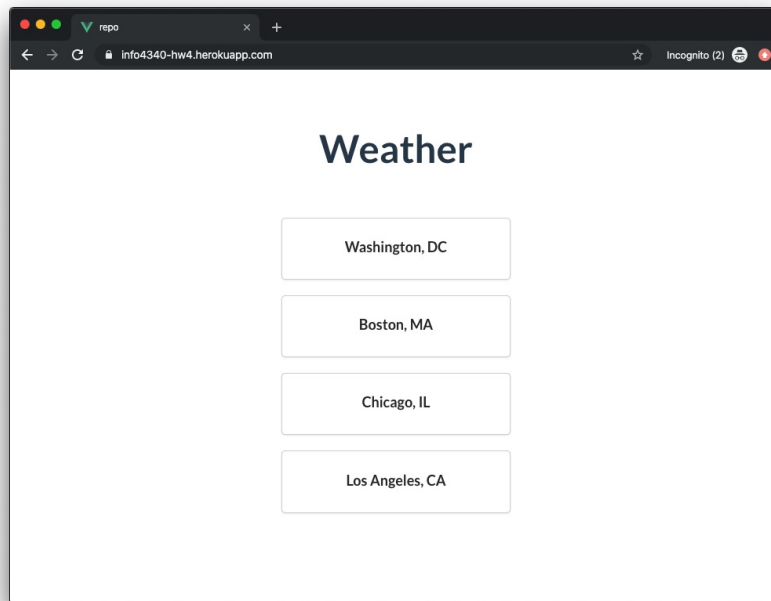 repo
info4340-hw4.herokuapp.com
Incognito (2)
Weather
Washington, DC
Boston, MA
Chicago, IL
Los Angeles, CA